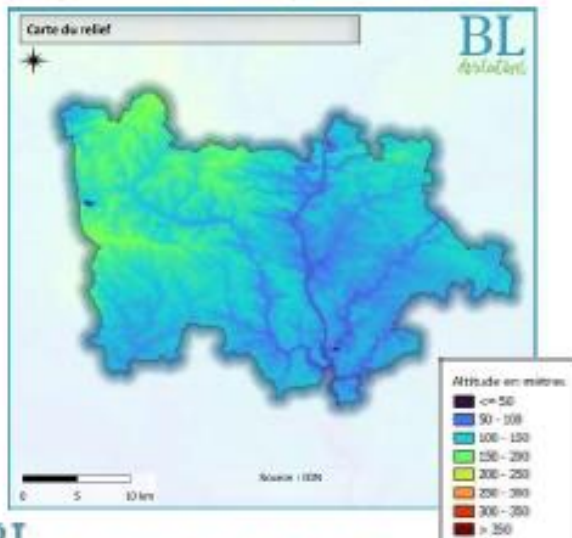 Carte du relief
BL
évolution
0 5 10 km
Source : IGN
Altitude en mètres
<= 50
50 - 100
100 - 150
150 - 200
200 - 250
250 - 300
300 - 350
> 350